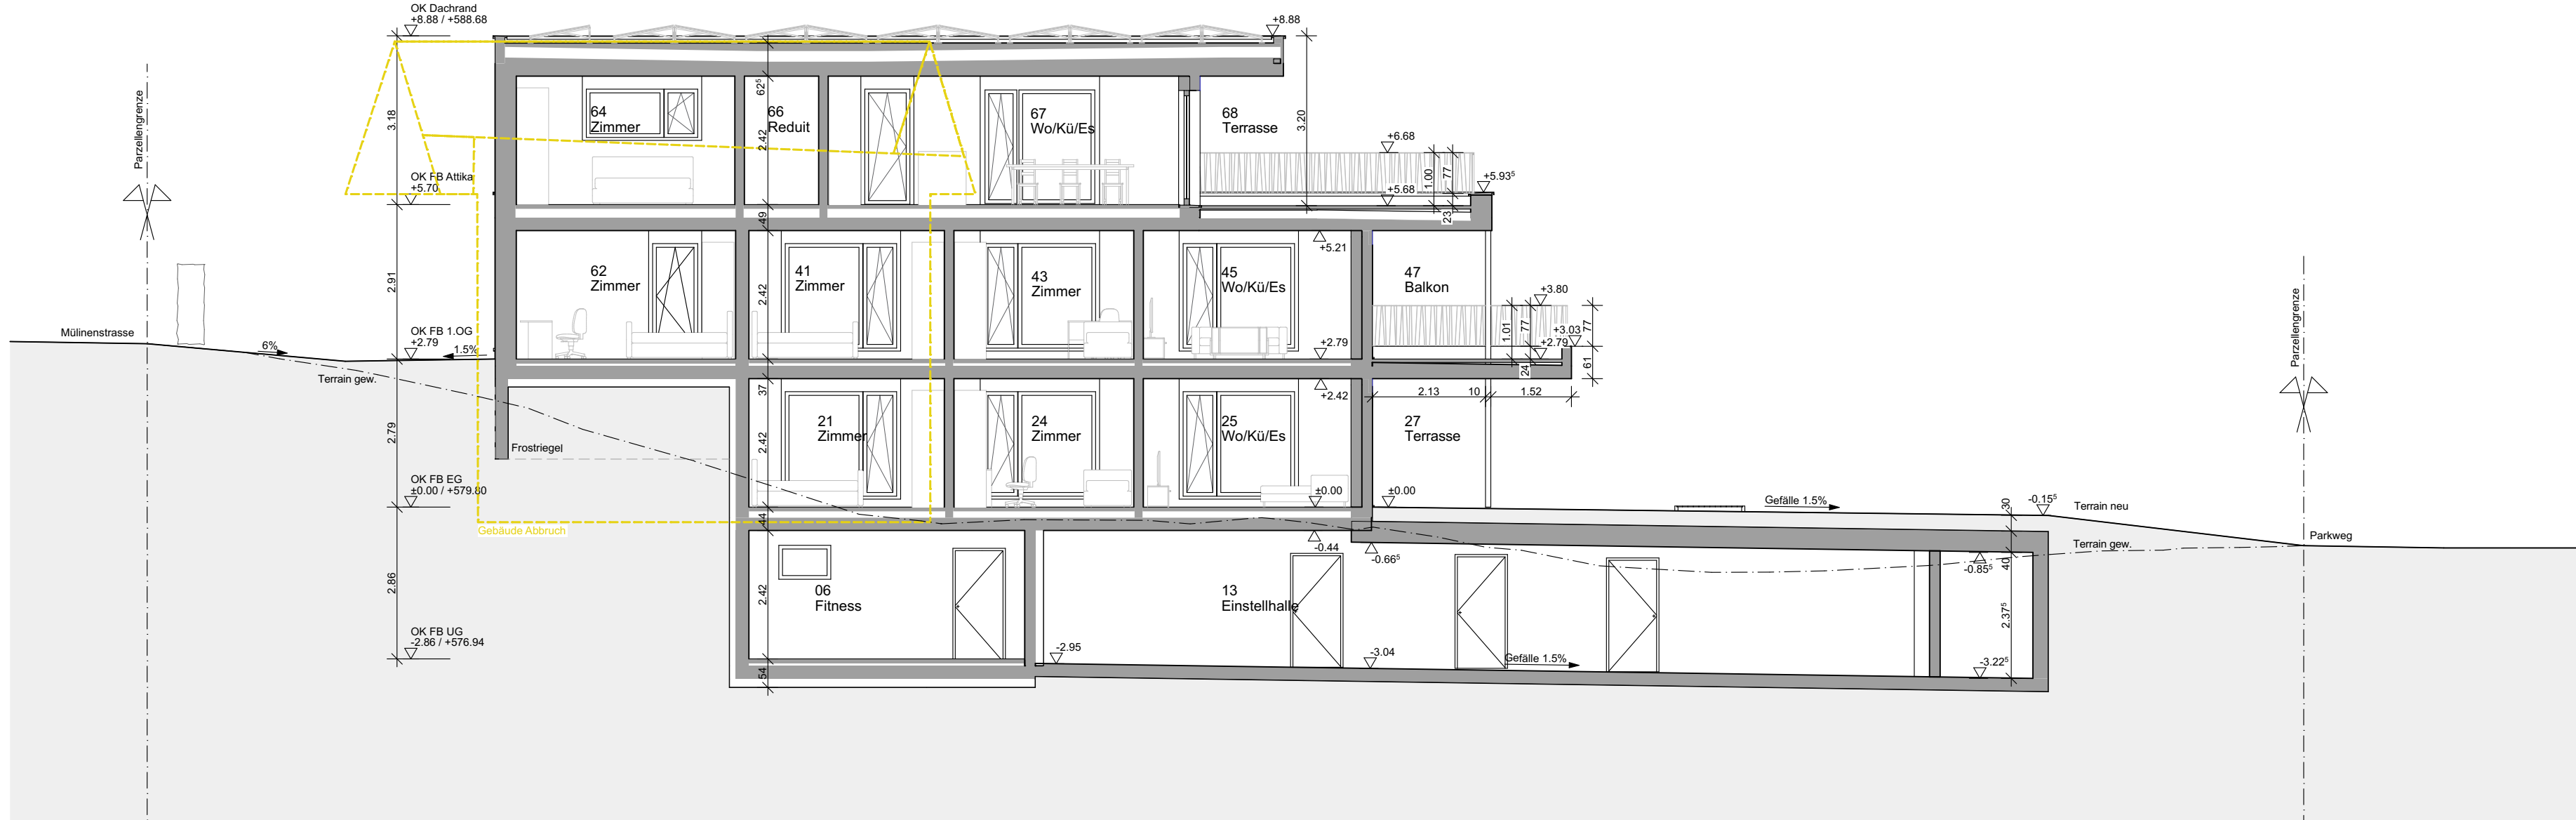 OK Dachrand
+8.88 / +588.68
+8.88
Parzellengrenze
3.18
62⁵
64
Zimmer
66
Reduit
2.42
67
Wo/Kü/Es
68
Terrasse
3.20
+6.68
1.00
77
OK FB Attika
+5.70
+5.68
+5.93⁵
49
23
+5.21
2.91
62
Zimmer
41
Zimmer
2.42
43
Zimmer
45
Wo/Kü/Es
47
Balkon
+3.80
1.01
77
+3.03
77
Parzellengrenze
Mülinenstrasse
6%
OK FB 1.OG
+2.79
1.5%
+2.79
+2.79
24
61
Terrain gew.
37
+2.42
2.13
10
1.52
2.79
21
Zimmer
2.42
24
Zimmer
25
Wo/Kü/Es
27
Terrasse
Frostriegel
OK FB EG
±0.00 / +579.80
±0.00
±0.00
Gefälle 1.5%
30
-0.15⁵
Terrain neu
Gebäude Abbruch
44
-0.44
-0.66⁵
Parkweg
Terrain gew.
-0.85⁵
40
2.86
2.42
06
Fitness
13
Einstellhalle
2.37⁵
OK FB UG
-2.86 / +576.94
-2.95
-3.04
Gefälle 1.5%
-3.22⁵
54